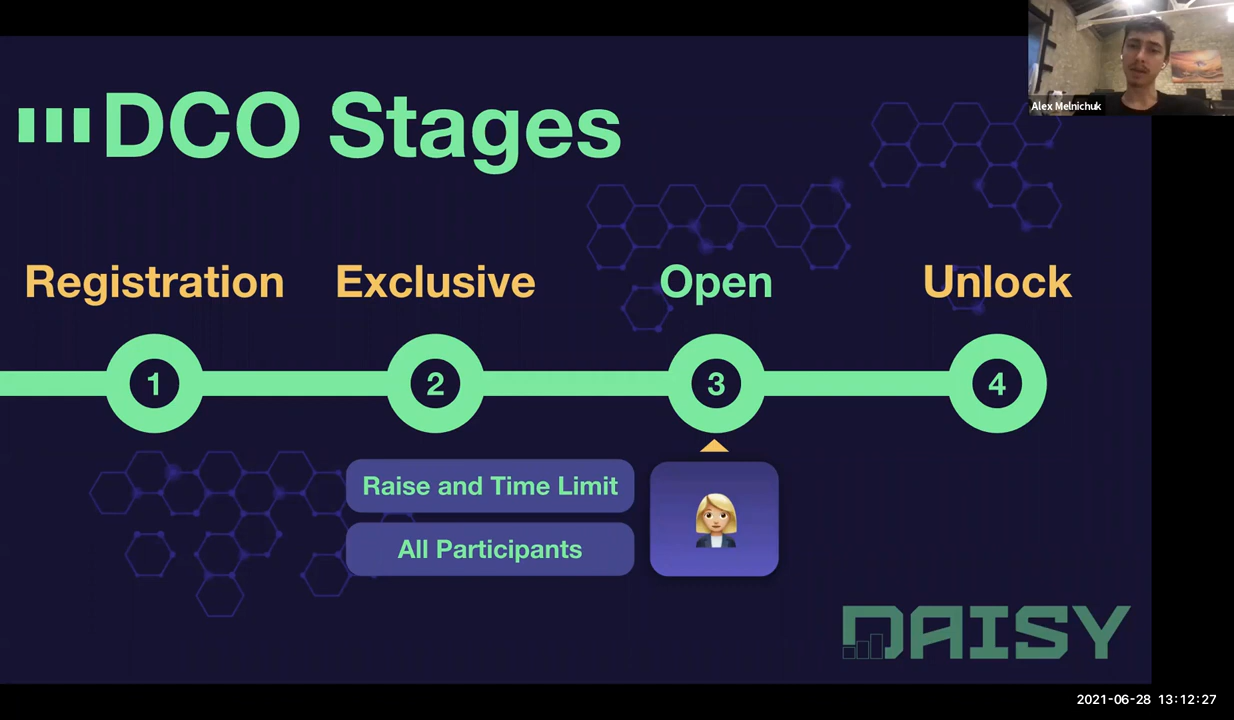 DCO Stages
Alex Melnichuk
Registration Exclusive Open Unlock
1 2 3 4
Raise and Time Limit
All Participants
DAISY
2021-06-28 13:12:27